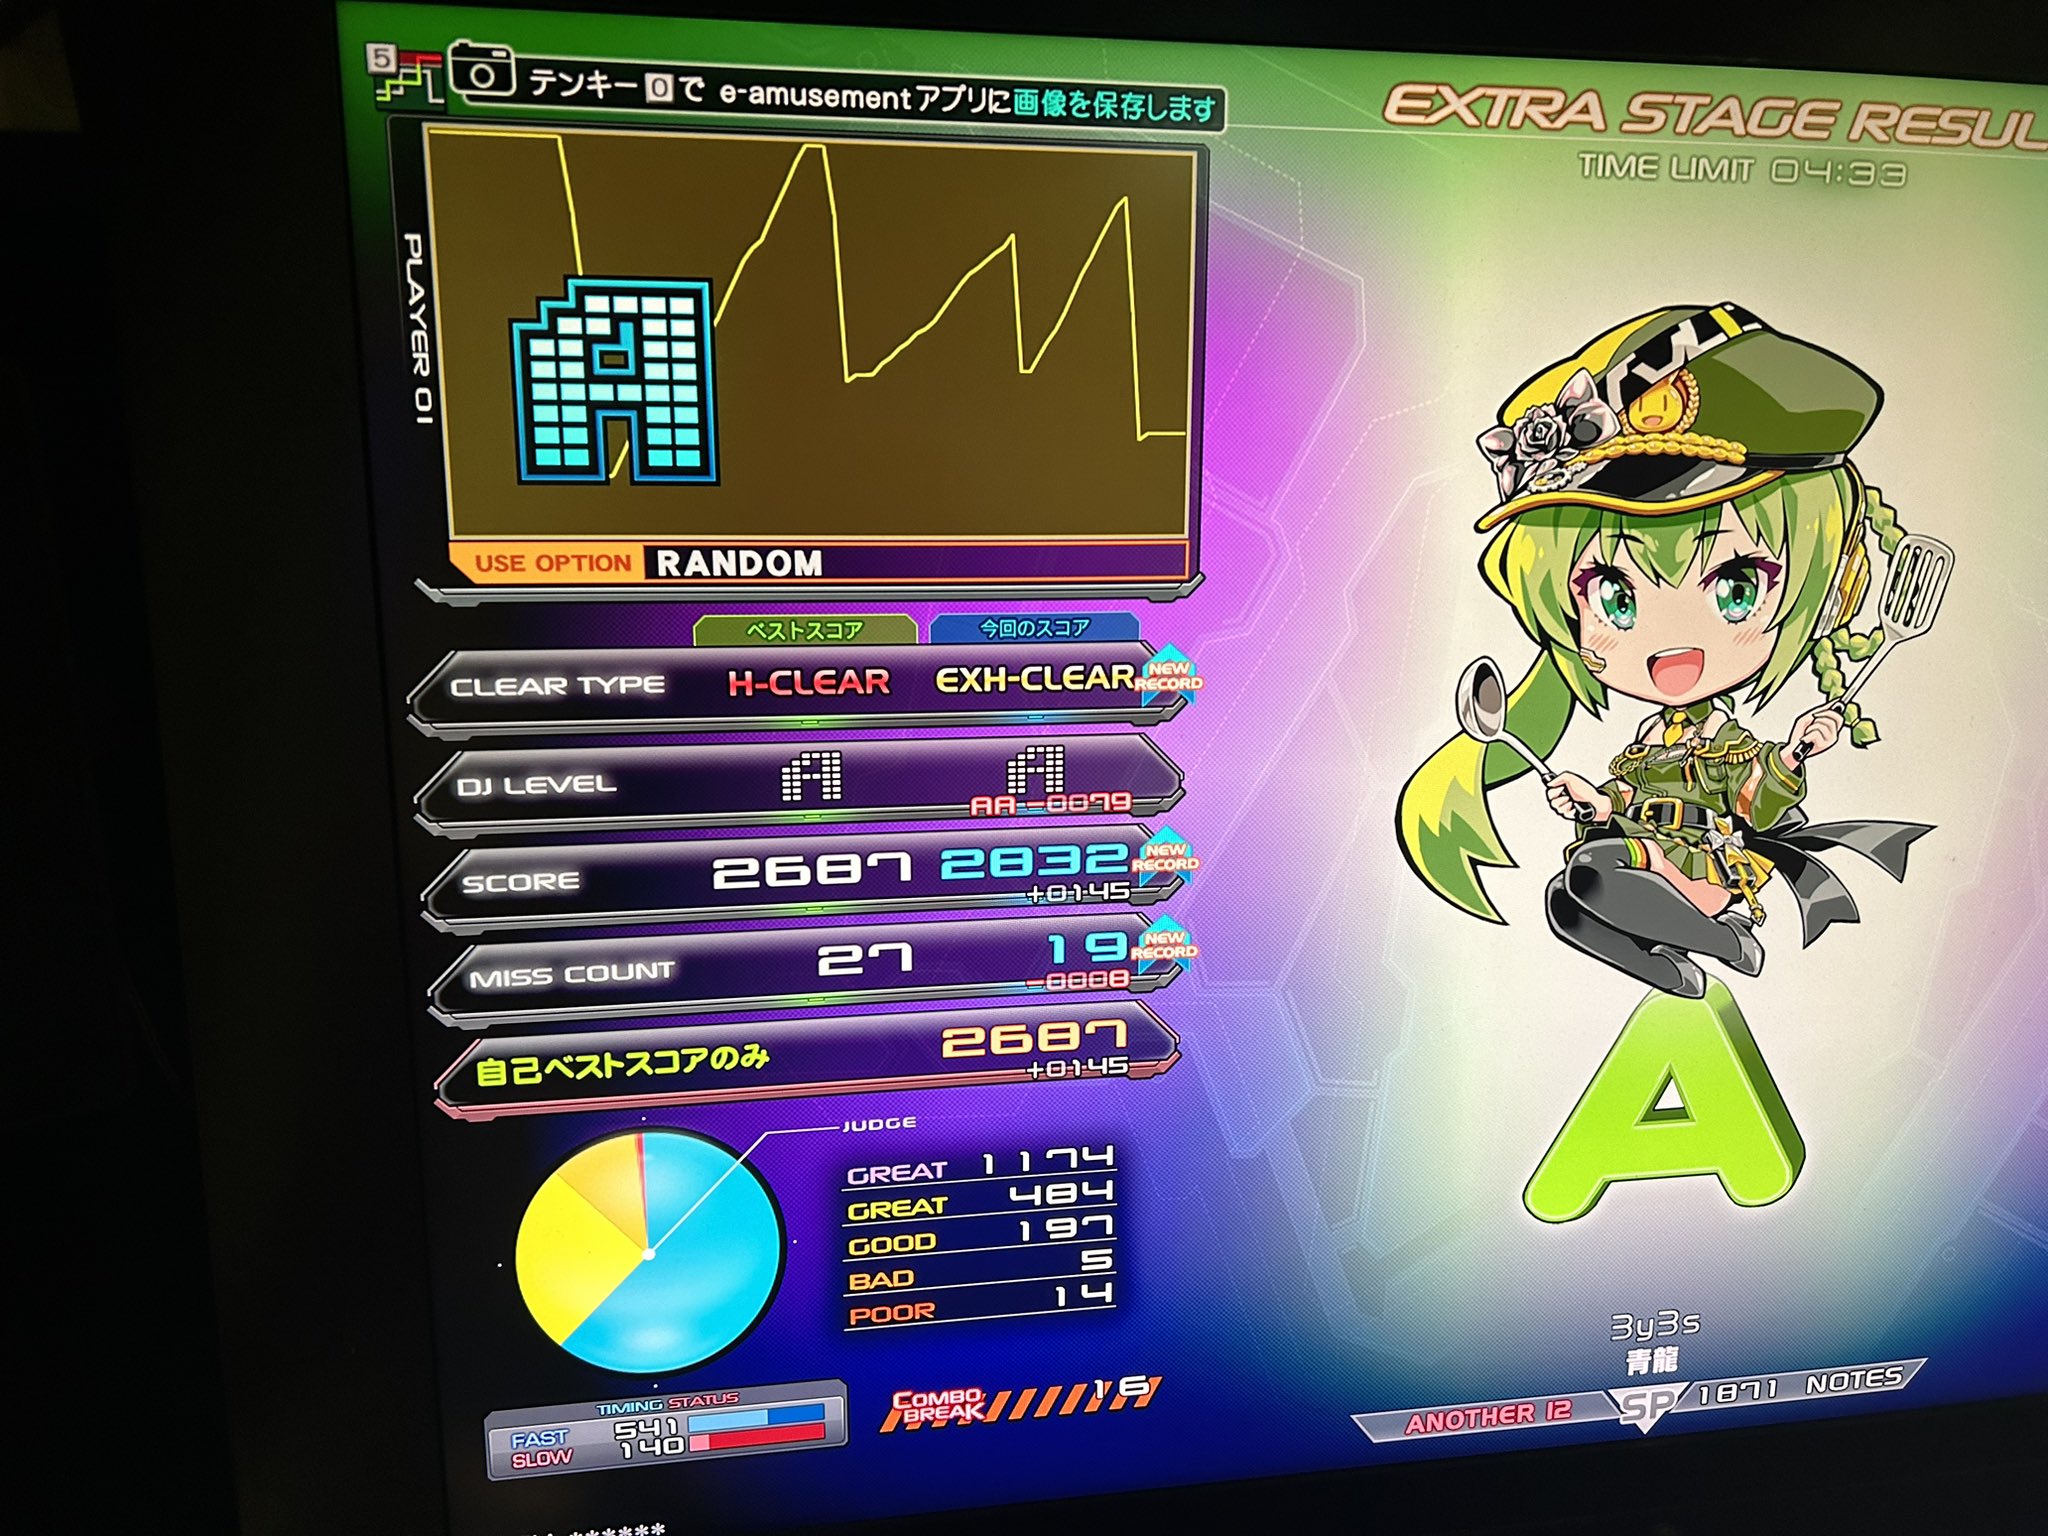 5
テンキー0で e-amusementアプリに画像を保存します
EXTRA STAGE RESUL
TIME LIMIT 04:33
PLAYER 01
A
USE OPTION RANDOM
ベストスコア 今回のスコア
CLEAR TYPE H-CLEAR EXH-CLEAR NEW RECORD
DJ LEVEL A A
AA -0079
SCORE 2687 2832 NEW RECORD
+0145
MISS COUNT 27 19 NEW RECORD
-0008
自己ベストスコアのみ 2687
+0145
JUDGE
GREAT 1174
GREAT 484
GOOD 197
BAD 5
POOR 14
TIMING STATUS
FAST 541
SLOW 140
COMBO BREAK 16
A
3y3s
青龍
ANOTHER 12 SP 1871 NOTES
******